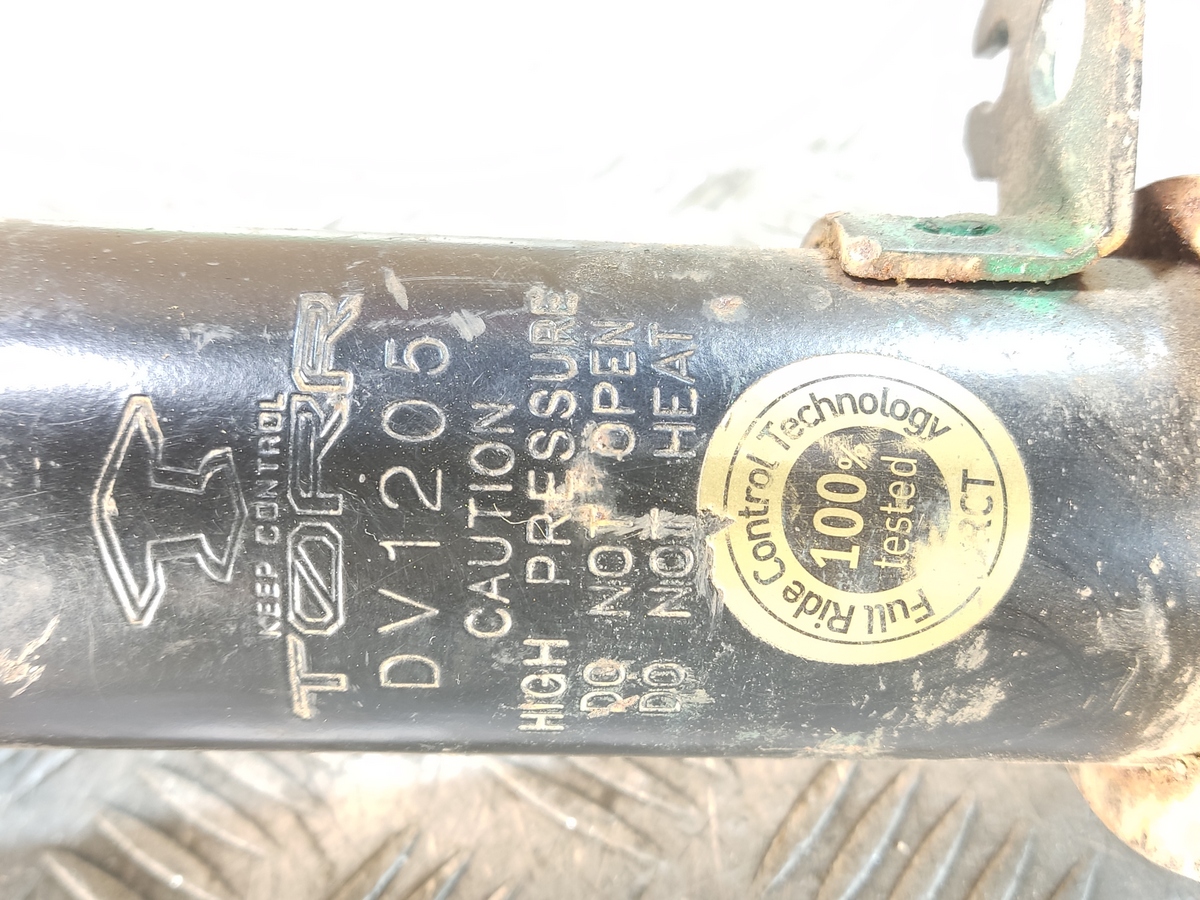 KEEP CONTROL
TORR
DV1205
CAUTION
HIGH PRESSURE
DO NOT OPEN
DO NOT HEAT
Full Ride Control Technology
100%
tested